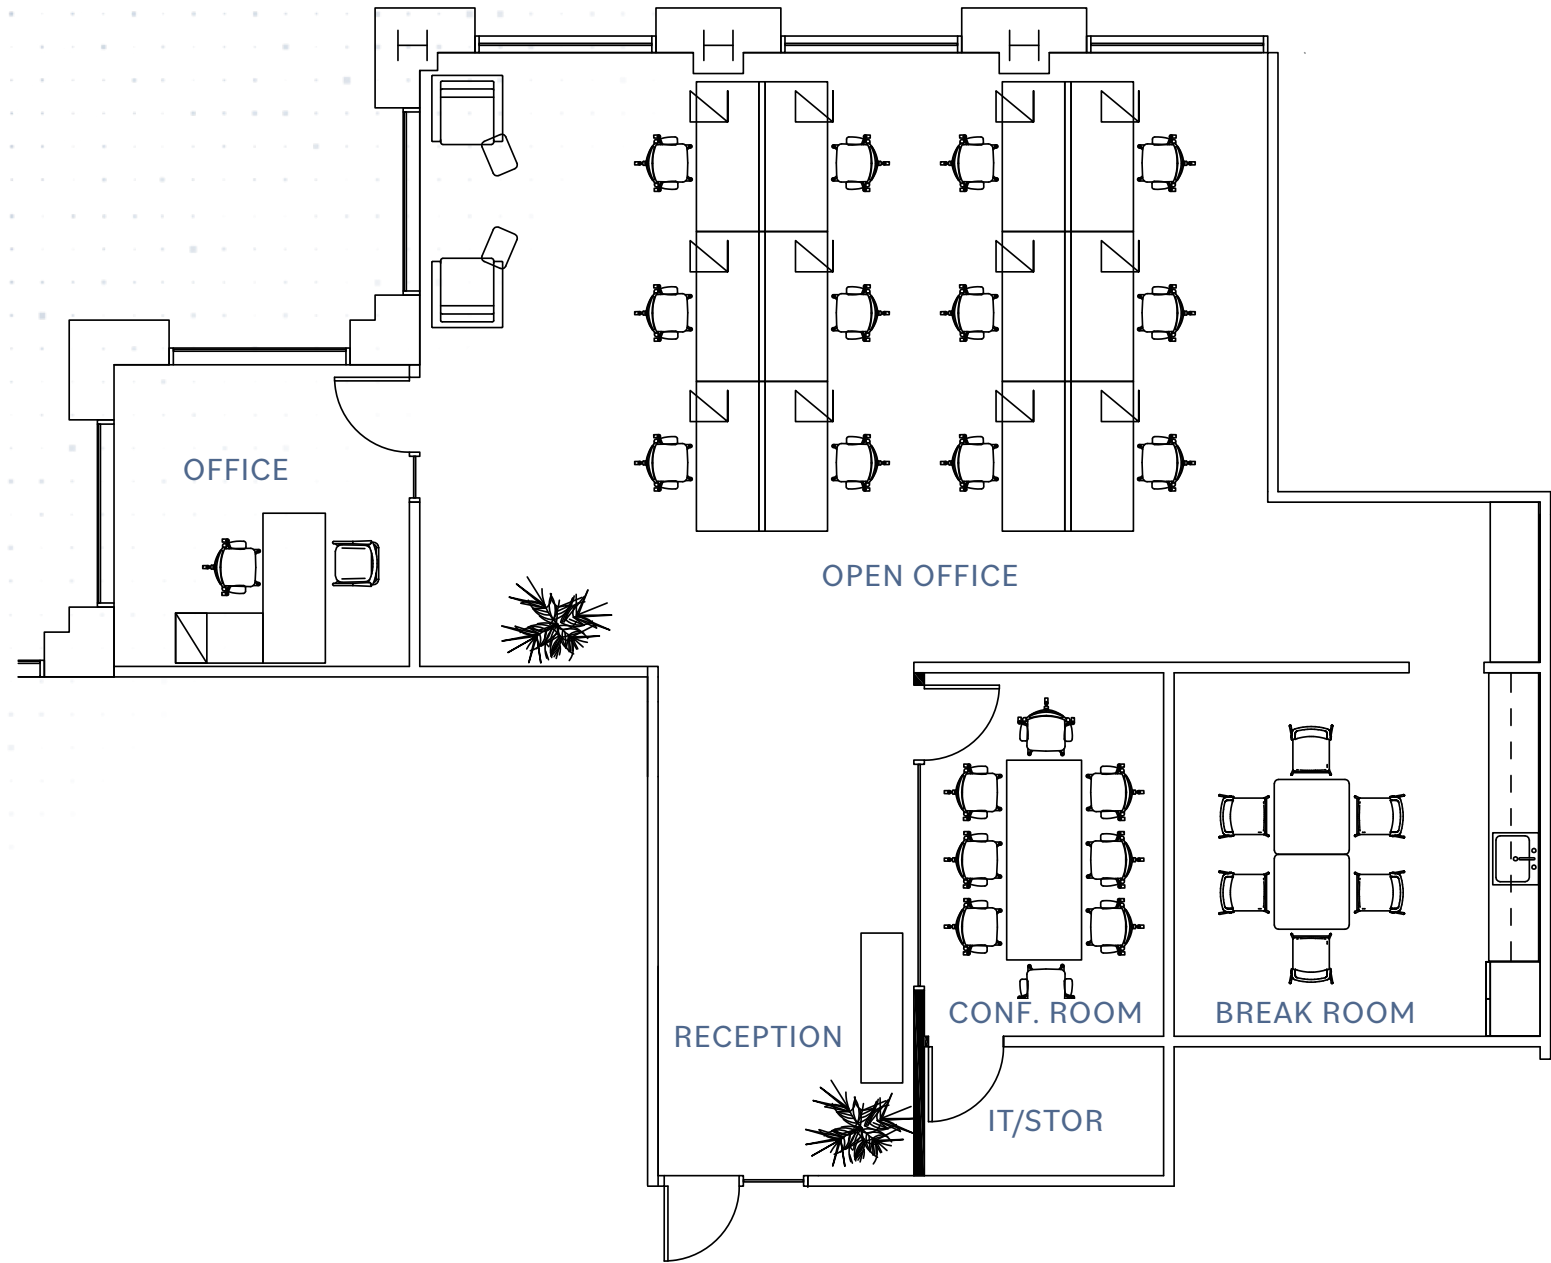 OFFICE
OPEN OFFICE
CONF. ROOM
BREAK ROOM
RECEPTION
IT/STOR